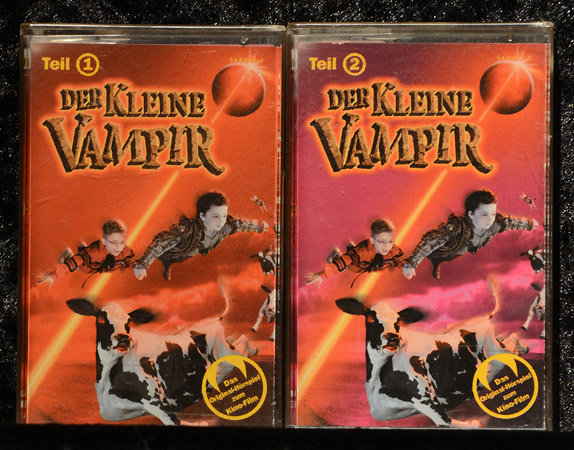 Teil 1
DER KLEINE
VAMPIR
Das
Original-Hörspiel
zum
Kino-Film
Teil 2
DER KLEINE
VAMPIR
Das
Original-Hörspiel
zum
Kino-Film